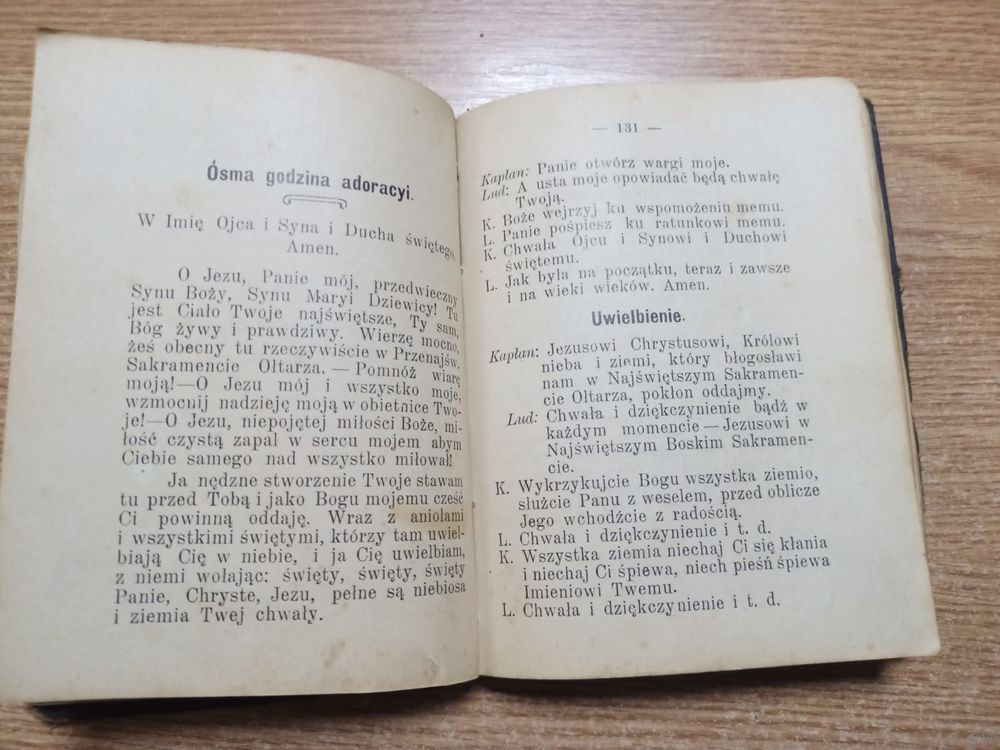 Ósma godzina adoracyi.
W Imię Ojca i Syna i Ducha świętego.
Amen.
O Jezu, Panie mój, przedwieczny
Synu Boży, Synu Maryi Dziewicy! Tu
jest Ciało Twoje najświętsze, Ty sam,
Bóg żywy i prawdziwy. Wierzę mocno,
żeś obecny tu rzeczywiście w Przenajśw.
Sakramencie Ołtarza. — Pomnóż wiarę
moją!—O Jezu mój i wszystko moje,
wzmocnij nadzieję moją w obietnice Two-
je!—O Jezu, niepojętej miłości Boże, mi-
łość czystą zapal w sercu mojem abym
Ciebie samego nad wszystko miłował!
Ja nędzne stworzenie Twoje stawam
tu przed Tobą i jako Bogu mojemu cześć
Ci powinną oddaję. Wraz z aniołami
i wszystkimi świętymi, którzy tam uwiel-
biają Cię w niebie, i ja Cię uwielbiam,
z niemi wołając: święty, święty, święty
Panie, Chryste, Jezu, pełne są niebiosa
i ziemia Twej chwały.
— 131 —
Kapłan: Panie otwórz wargi moje.
Lud: A usta moje opowiadać będą chwałę
Twoją.
K. Boże wejrzyj ku wspomożeniu memu.
L. Panie pośpiesz ku ratunkowi memu.
K. Chwała Ojcu i Synowi i Duchowi
świętemu.
L. Jak była na początku, teraz i zawsze
i na wieki wieków. Amen.
Uwielbienie.
Kapłan: Jezusowi Chrystusowi, Królowi
nieba i ziemi, który błogosławi
nam w Najświętszym Sakramen-
cie Ołtarza, pokłon oddajmy.
Lud: Chwała i dziękczynienie bądź w
każdym momencie — Jezusowi w
Najświętszym Boskim Sakramen-
cie.
K. Wykrzykujcie Bogu wszystka ziemio,
służcie Panu z weselem, przed oblicze
Jego wchodźcie z radością.
L. Chwała i dziękczynienie i t. d.
K. Wszystka ziemia niechaj Ci się kłania
i niechaj Ci śpiewa, niech pieśń śpiewa
Imieniowi Twemu.
L. Chwała i dziękczynienie i t. d.